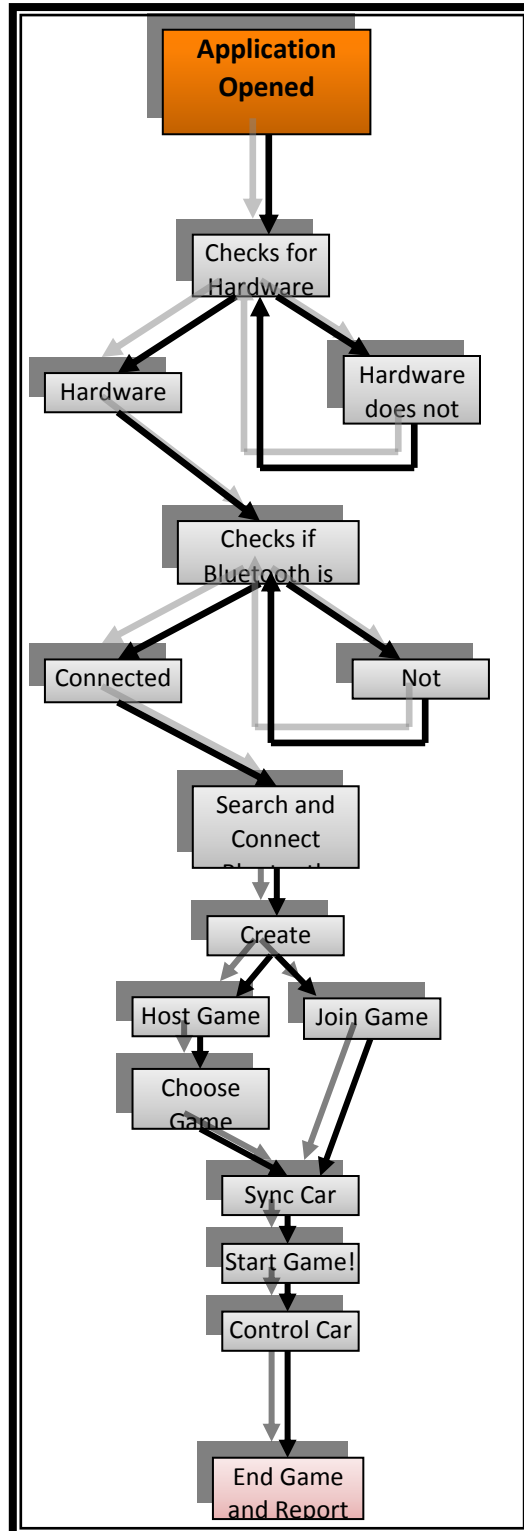 Application
Opened
Checks for
Hardware
Hardware
Hardware
does not
Checks if
Bluetooth is
Connected
Not
Search and
Connect
Create
Host Game
Join Game
Choose
Game
Sync Car
Start Game!
Control Car
End Game
and Report